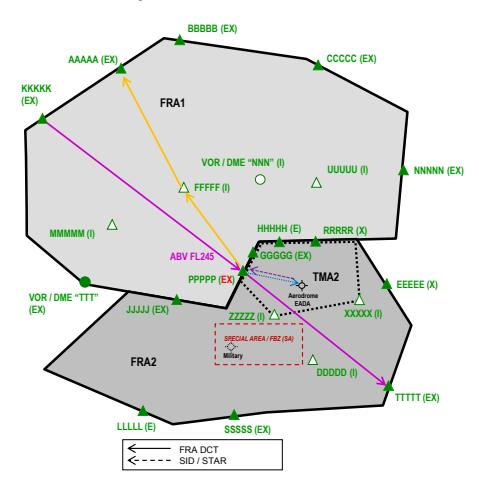 BBBBB (EX)
AAAAA (EX)
CCCCC (EX)
KKKKK
(EX)
FRA1
VOR / DME "NNN" (I)
NNNNN (EX)
UUUUU (I)
FFFFF (I)
MMMMM (I)
HHHHH (E)
RRRRR (X)
ABV FL245
GGGGG (EX)
PPPPP (EX)
TMA2
VOR / DME "TTT"
(EX)
Aerodrome
EADA
EEEEE (X)
JJJJJ (EX)
ZZZZZ (I)
XXXXX (I)
SPECIAL AREA / FBZ (SA)
Military
FRA2
DDDDD (I)
TTTTT (EX)
LLLLL (E)
SSSSS (EX)
FRA DCT
SID / STAR